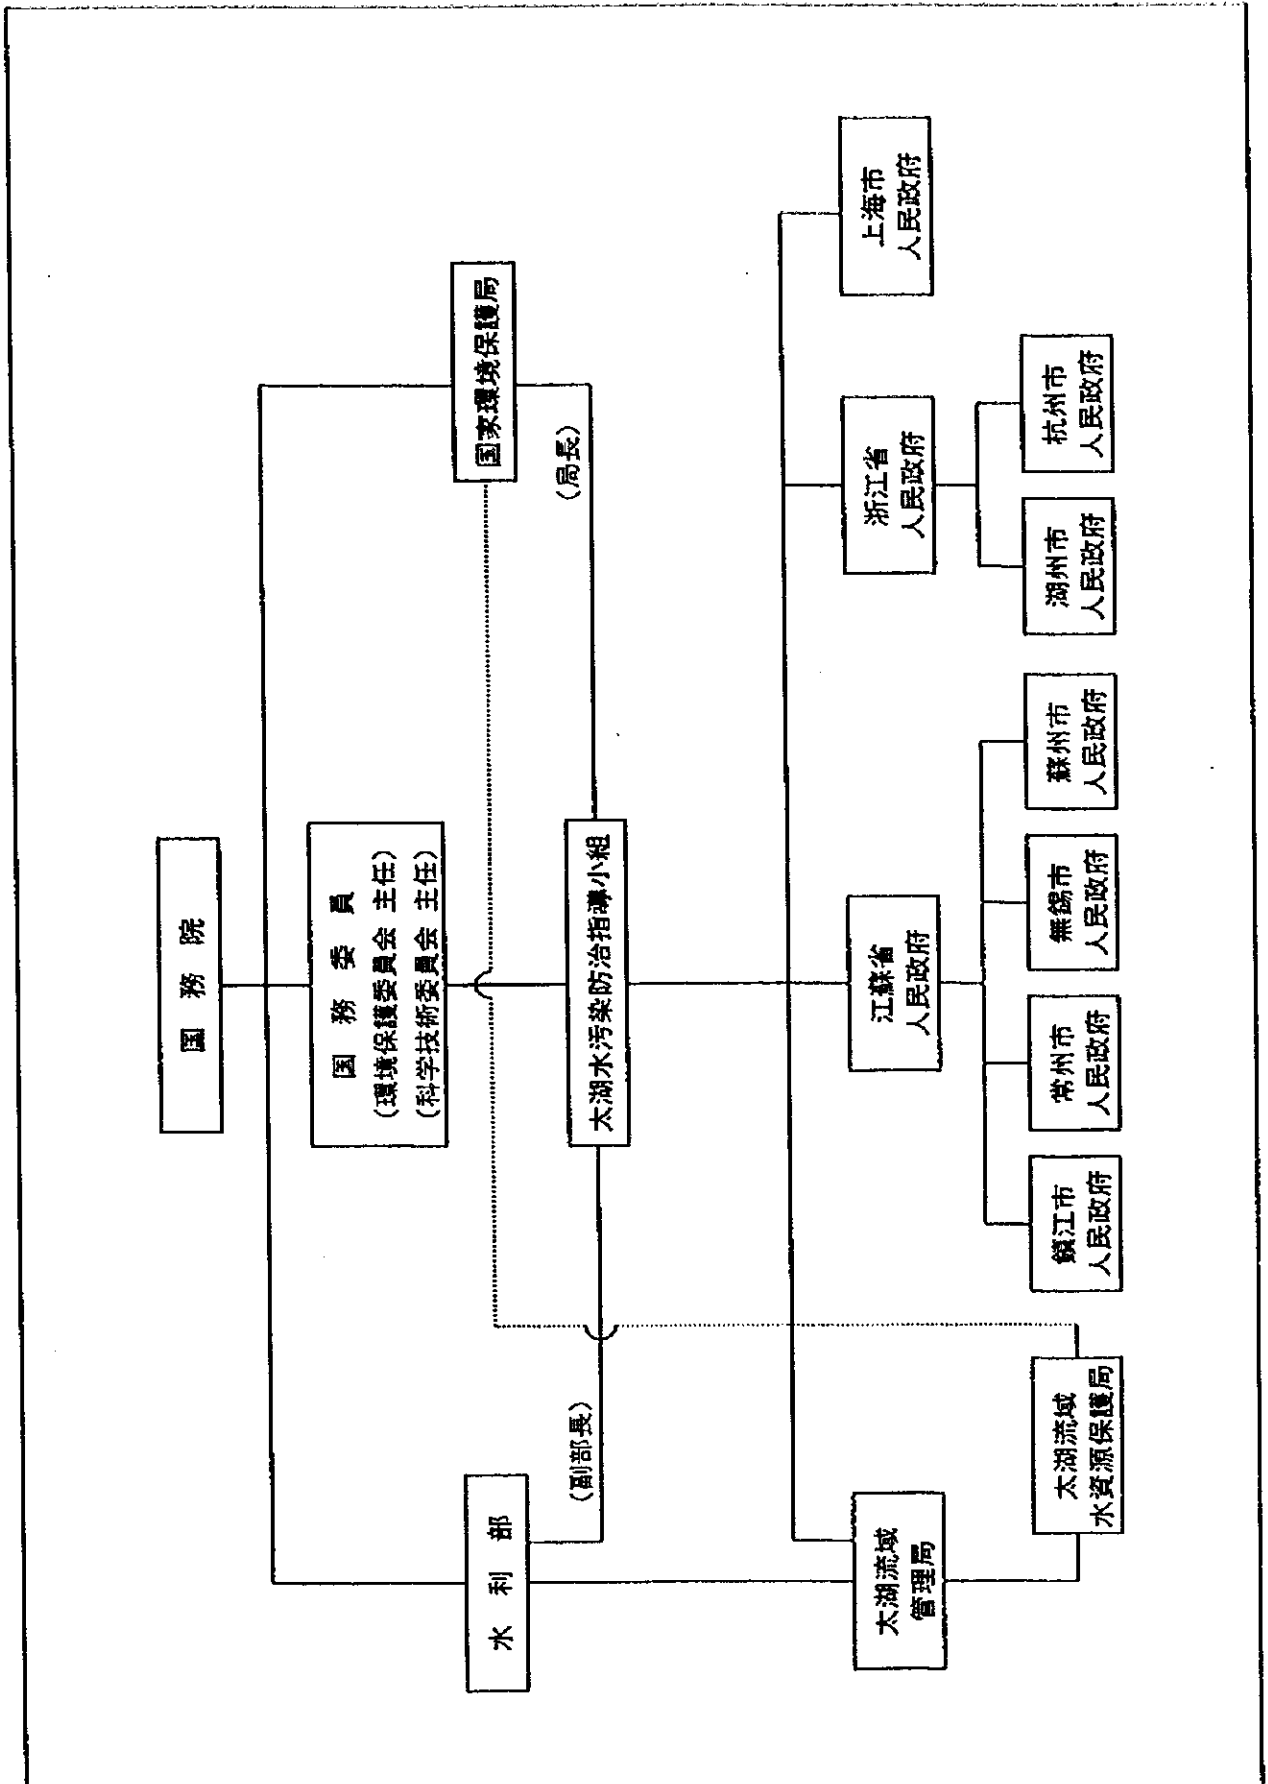 国務院
国務委員
(環境保護委員会 主任)
(科学技術委員会 主任)
水利部
国家環境保護局
(副部長)
太湖水汚染防治指導小組
(局長)
太湖流域
管理局
江蘇省
人民政府
浙江省
人民政府
上海市
人民政府
太湖流域
水資源保護局
鎮江市
人民政府
常州市
人民政府
無錫市
人民政府
蘇州市
人民政府
湖州市
人民政府
杭州市
人民政府